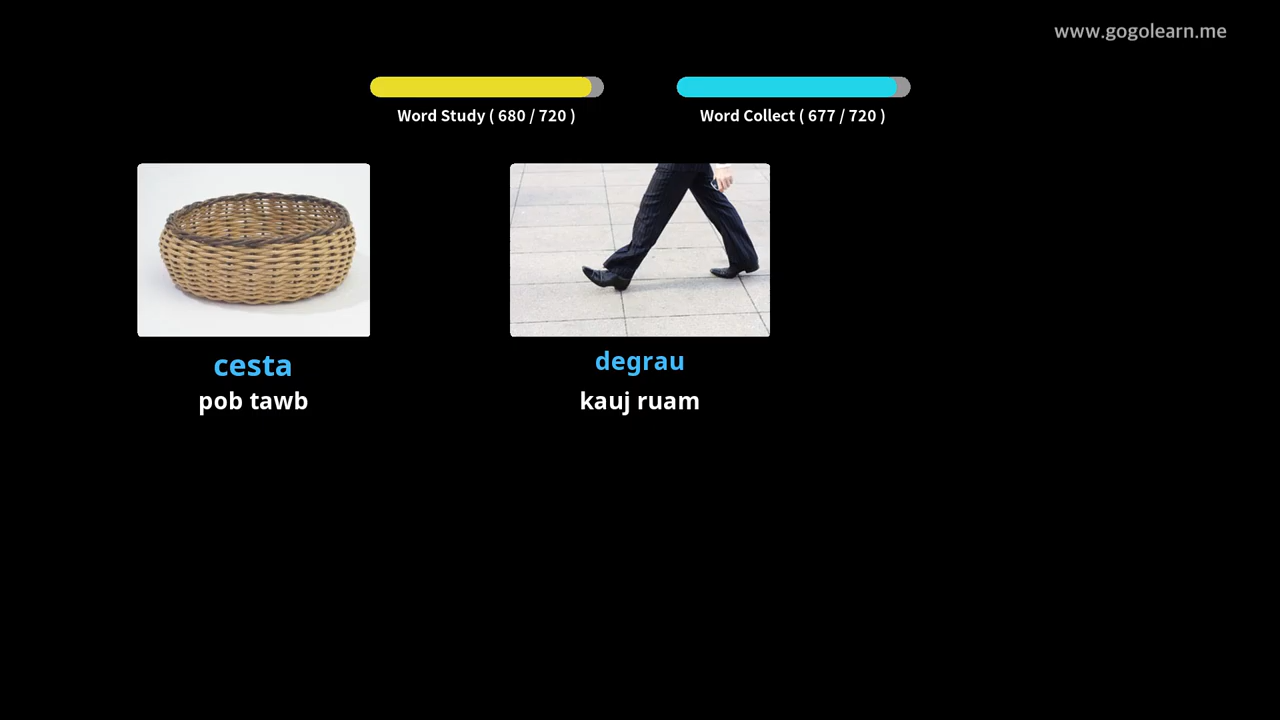 www.gogolearn.me
Word Study ( 680 / 720 )
Word Collect ( 677 / 720 )
cesta
pob tawb
degrau
kauj ruam